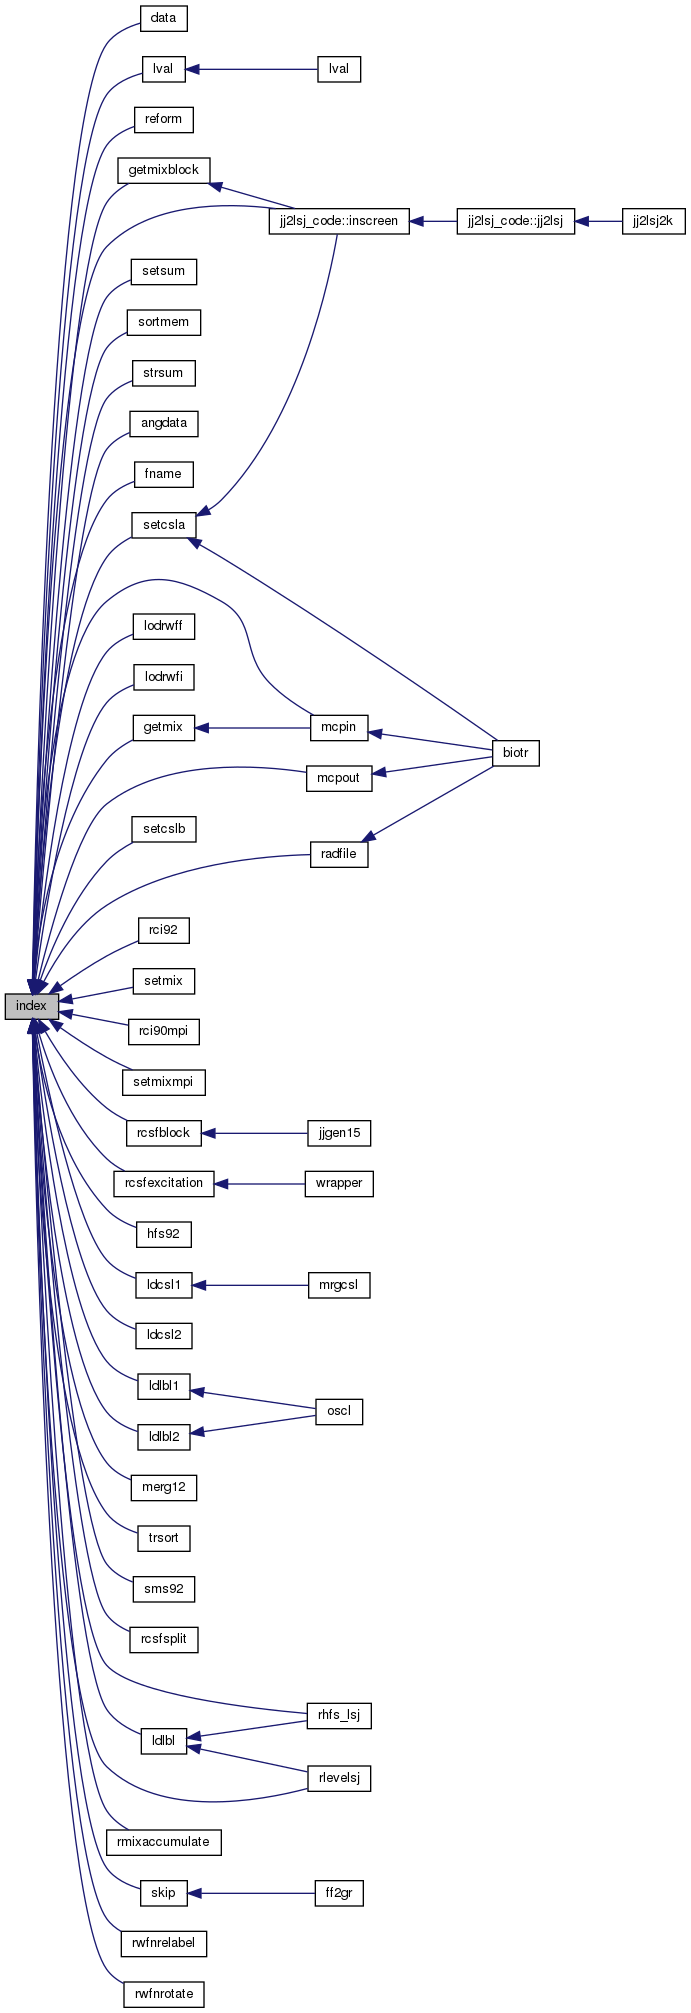 data
lval
lval
reform
getmixblock
jj2lsj_code::inscreen
jj2lsj_code::jj2lsj
jj2lsj2k
setsum
sortmem
strsum
angdata
fname
setcsla
lodrwff
lodrwfi
getmix
mcpin
biotr
mcpout
setcslb
radfile
rci92
setmix
index
rci90mpi
setmixmpi
rcsfblock
jjgen15
rcsfexcitation
wrapper
hfs92
ldcsl1
mrgcsl
ldcsl2
ldlbl1
oscl
ldlbl2
merg12
trsort
sms92
rcsfsplit
rhfs_lsj
ldlbl
rlevelsj
rmixaccumulate
skip
ff2gr
rwfnrelabel
rwfnrotate